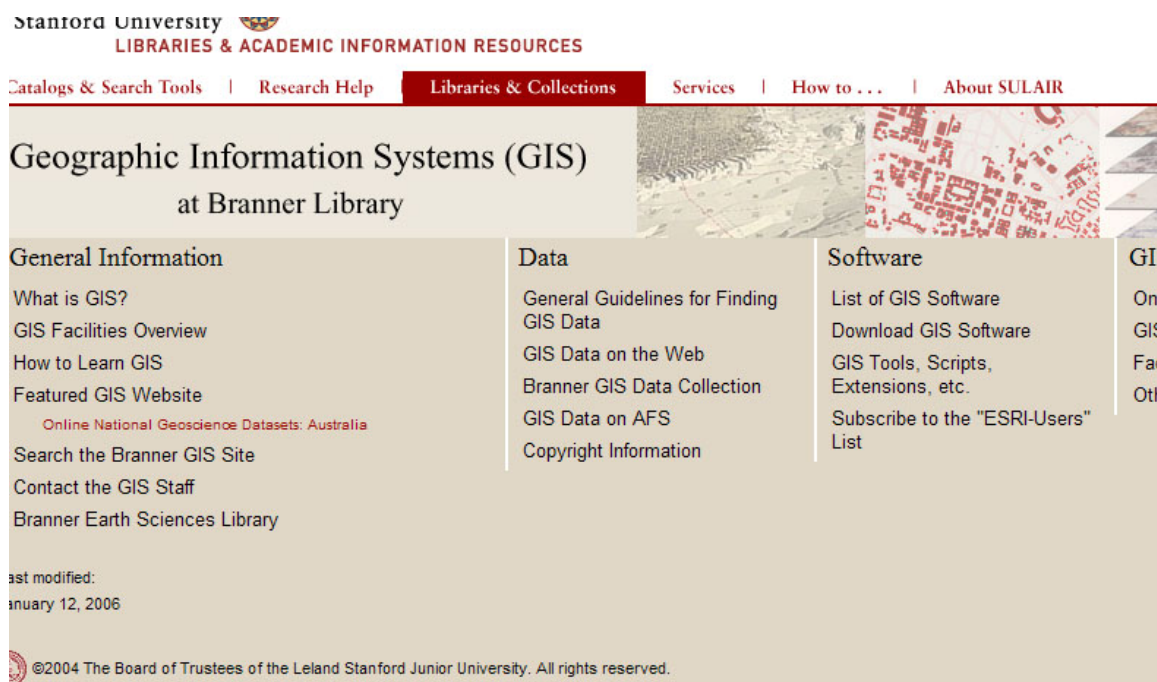 Stanford University
LIBRARIES & ACADEMIC INFORMATION RESOURCES
Catalogs & Search Tools | Research Help | Libraries & Collections Services | How to . . . | About SULAIR
Geographic Information Systems (GIS)
at Branner Library
General Information
What is GIS?
GIS Facilities Overview
How to Learn GIS
Featured GIS Website
Online National Geoscience Datasets: Australia
Search the Branner GIS Site
Contact the GIS Staff
Branner Earth Sciences Library
Data
General Guidelines for Finding
GIS Data
GIS Data on the Web
Branner GIS Data Collection
GIS Data on AFS
Copyright Information
Software
List of GIS Software
Download GIS Software
GIS Tools, Scripts,
Extensions, etc.
Subscribe to the "ESRI-Users"
List
GI
On
GIS
Fac
Oth
ast modified:
anuary 12, 2006
©2004 The Board of Trustees of the Leland Stanford Junior University. All rights reserved.